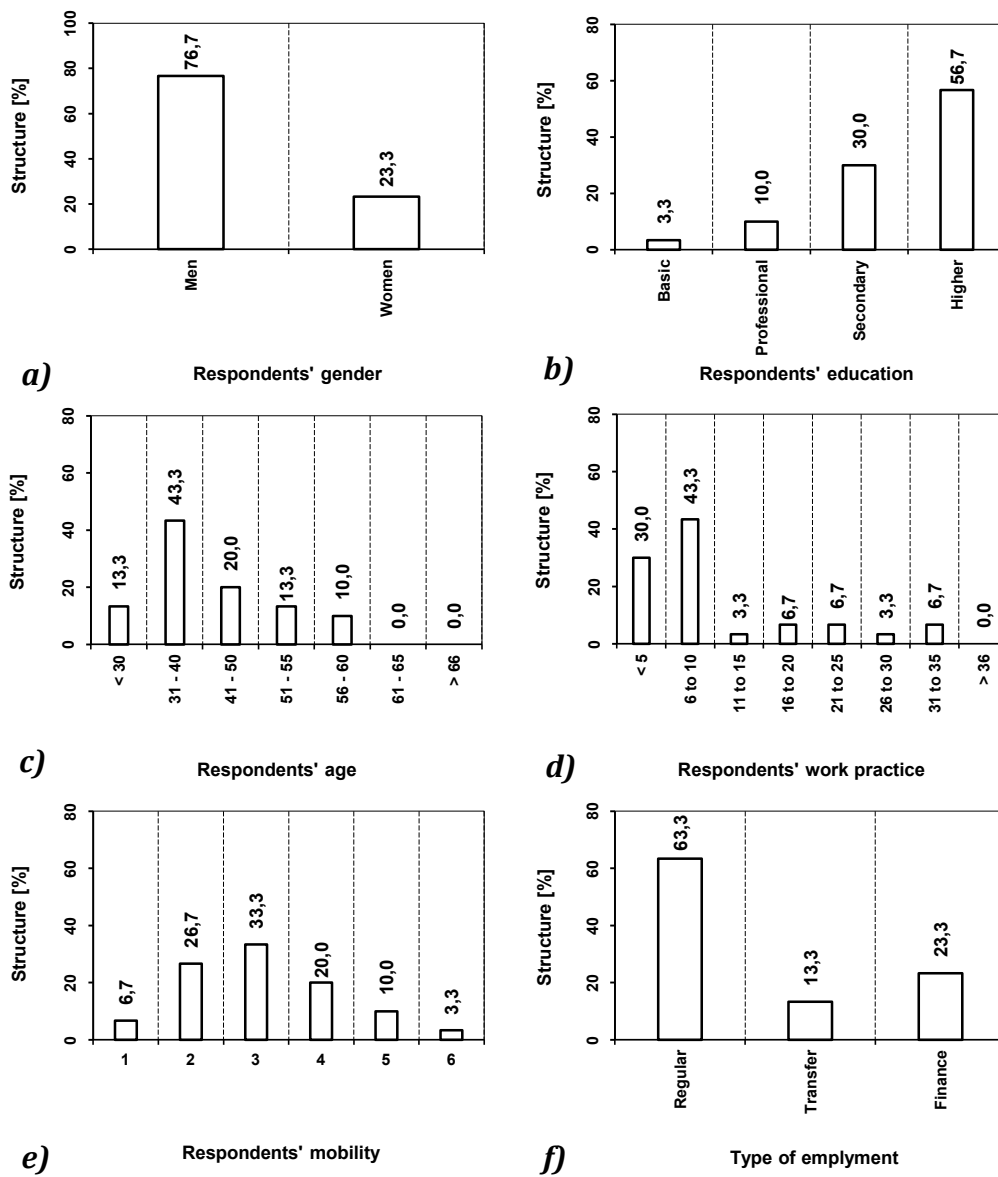 Structure [%]
100
80
60
40
20
0
76,7
23,3
Men
Women
a)
Respondents' gender
Structure [%]
80
60
40
20
0
3,3
10,0
30,0
56,7
Basic
Professional
Secondary
Higher
b)
Respondents' education
Structure [%]
80
60
40
20
0
13,3
43,3
20,0
13,3
10,0
0,0
0,0
< 30
31 - 40
41 - 50
51 - 55
56 - 60
61 - 65
> 66
c)
Respondents' age
Structure [%]
80
60
40
20
0
30,0
43,3
3,3
6,7
6,7
3,3
6,7
0,0
< 5
6 to 10
11 to 15
16 to 20
21 to 25
26 to 30
31 to 35
> 36
d)
Respondents' work practice
Structure [%]
80
60
40
20
0
6,7
26,7
33,3
20,0
10,0
3,3
1
2
3
4
5
6
e)
Respondents' mobility
Structure [%]
80
60
40
20
0
63,3
13,3
23,3
Regular
Transfer
Finance
f)
Type of emplyment